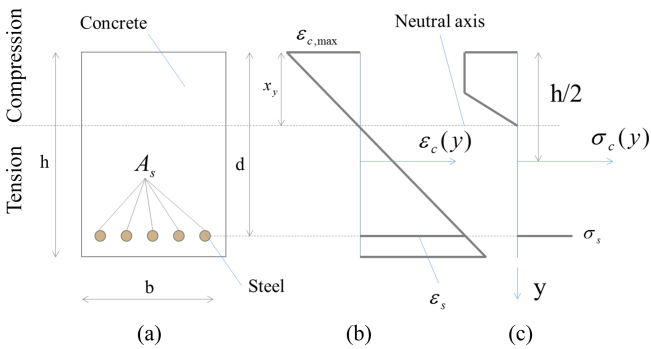 Concrete
ε_c,max
Neutral axis
Compression
x_y
h/2
Tension
h
A_s
d
ε_c(y)
σ_c(y)
σ_s
b
Steel
ε_s
y
(a)
(b)
(c)